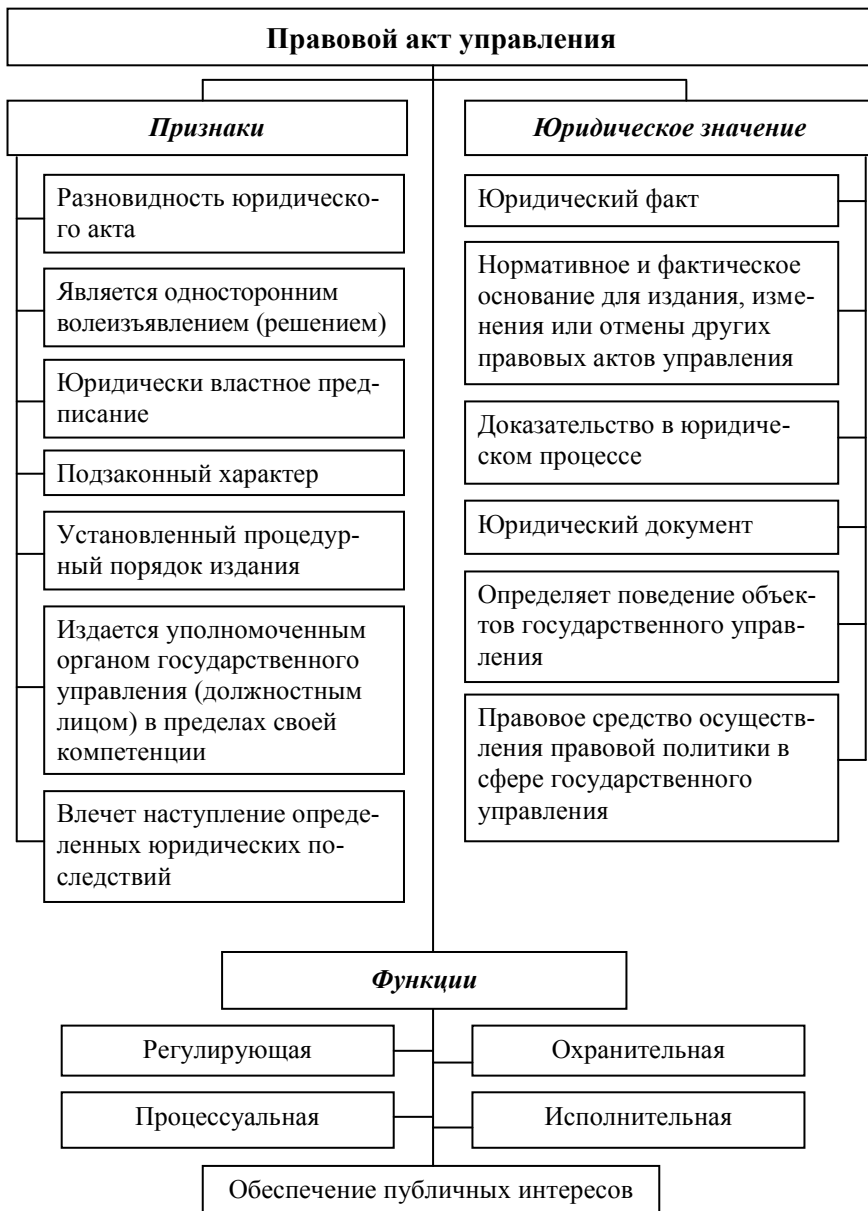 Правовой акт управления
Признаки
Разновидность юридическо-
го акта
Является односторонним
волеизъявлением (решением)
Юридически властное пред-
писание
Подзаконный характер
Установленный процедур-
ный порядок издания
Издается уполномоченным
органом государственного
управления (должностным
лицом) в пределах своей
компетенции
Влечет наступление опреде-
ленных юридических по-
следствий
Юридическое значение
Юридический факт
Нормативное и фактическое
основание для издания, изме-
нения или отмены других
правовых актов управления
Доказательство в юридиче-
ском процессе
Юридический документ
Определяет поведение объек-
тов государственного управ-
ления
Правовое средство осуществ-
ления правовой политики в
сфере государственного
управления
Функции
Регулирующая
Охранительная
Процессуальная
Исполнительная
Обеспечение публичных интересов